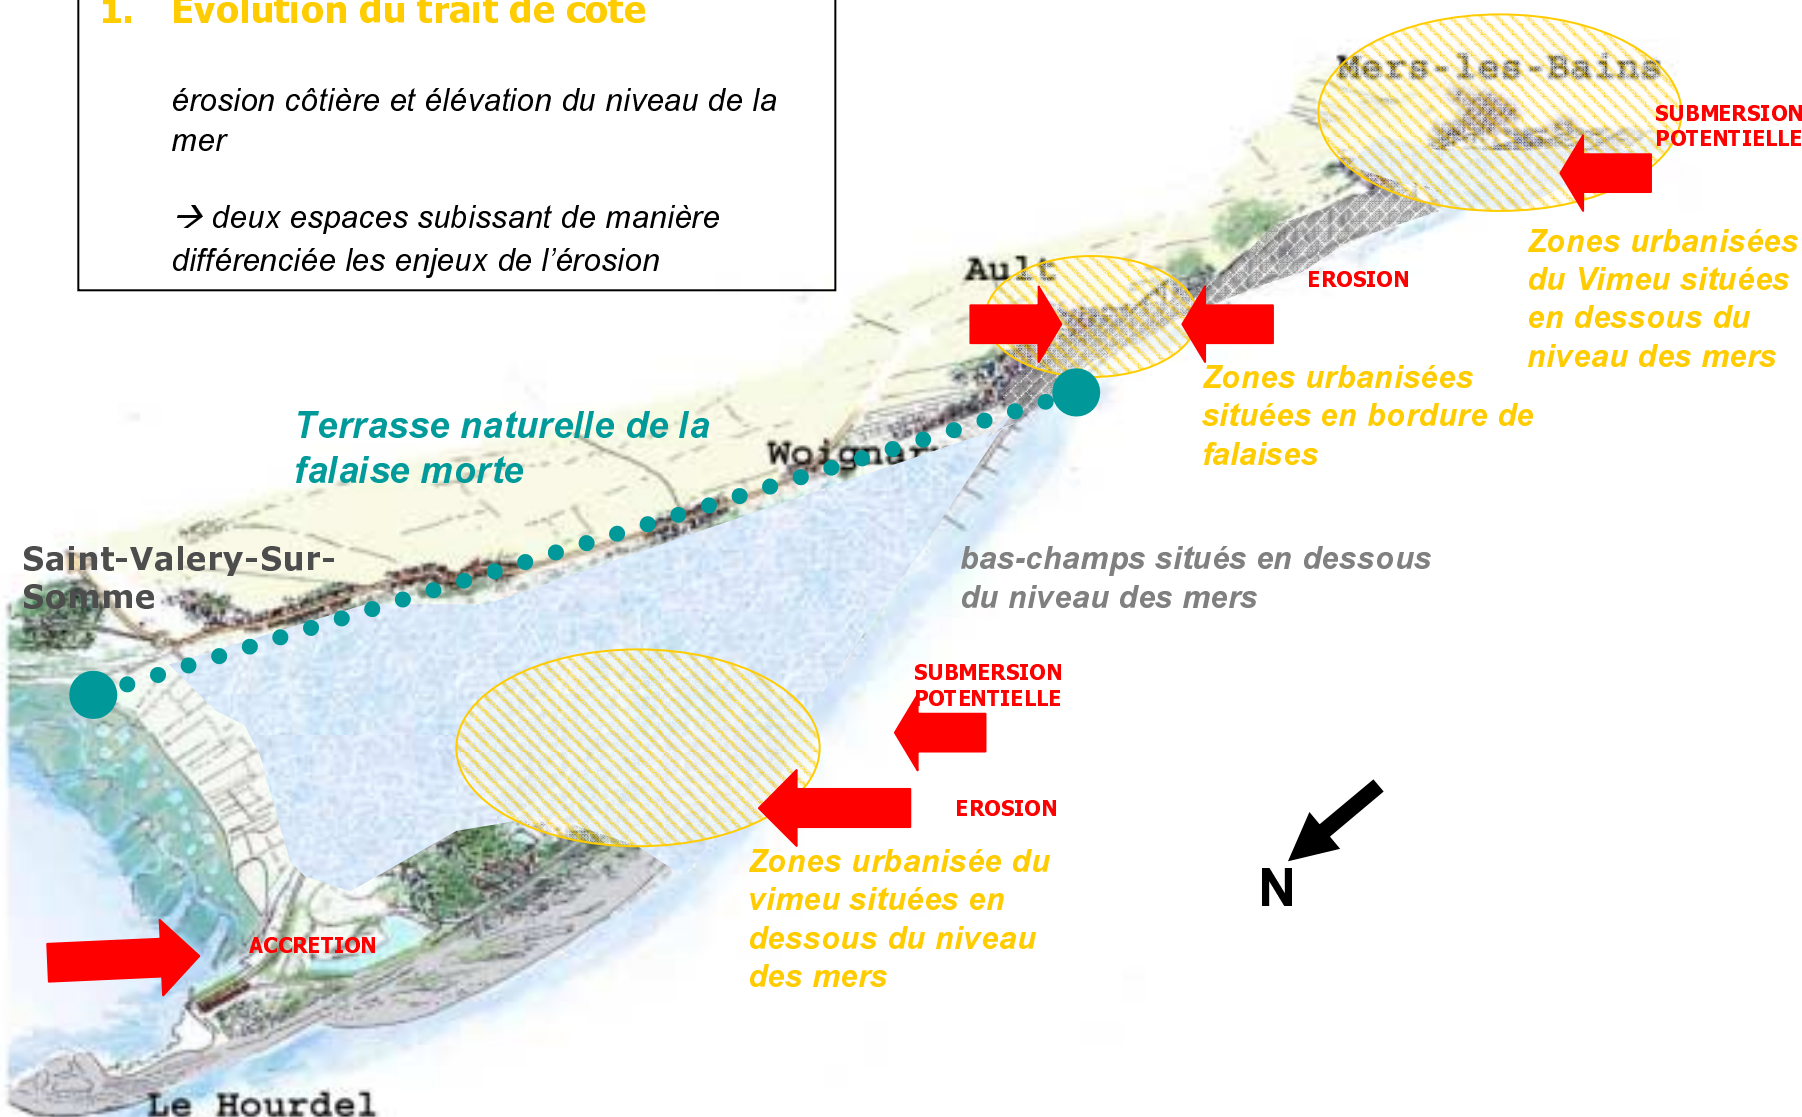 1. Evolution du trait de côte
érosion côtière et élévation du niveau de la
mer
→ deux espaces subissant de manière
différenciée les enjeux de l’érosion
Mers-les-Bains
SUBMERSION
POTENTIELLE
Zones urbanisées
du Vimeu situées
en dessous du
niveau des mers
Ault
EROSION
Zones urbanisées
situées en bordure de
falaises
Terrasse naturelle de la
falaise morte
Saint-Valery-Sur-
Somme
bas-champs situés en dessous
du niveau des mers
SUBMERSION
POTENTIELLE
EROSION
Zones urbanisée du
vimeu situées en
dessous du niveau
des mers
N
ACCRETION
Le Hourdel